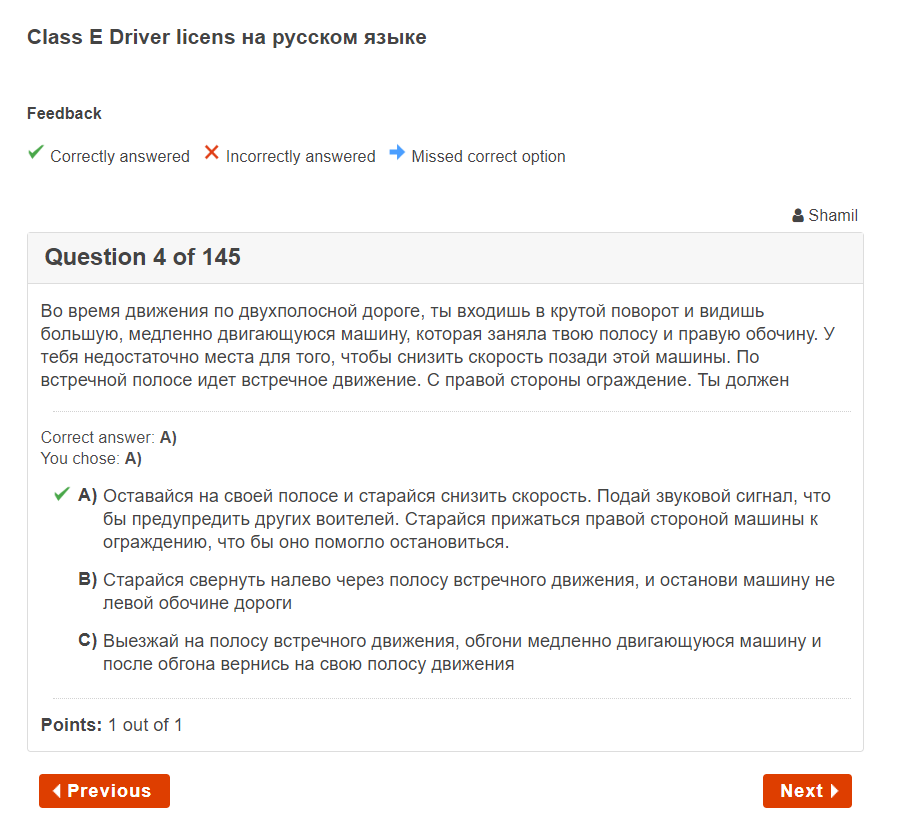 Class E Driver licens на русском языке
Feedback
Correctly answered Incorrectly answered Missed correct option
Shamil
Question 4 of 145
Во время движения по двухполосной дороге, ты входишь в крутой поворот и видишь
большую, медленно двигающуюся машину, которая заняла твою полосу и правую обочину. У
тебя недостаточно места для того, чтобы снизить скорость позади этой машины. По
встречной полосе идет встречное движение. С правой стороны ограждение. Ты должен
Correct answer: A)
You chose: A)
A) Оставайся на своей полосе и старайся снизить скорость. Подай звуковой сигнал, что
бы предупредить других воителей. Старайся прижаться правой стороной машины к
ограждению, что бы оно помогло остановиться.
B) Старайся свернуть налево через полосу встречного движения, и останови машину не
левой обочине дороги
C) Выезжай на полосу встречного движения, обгони медленно двигающуюся машину и
после обгона вернись на свою полосу движения
Points: 1 out of 1
Previous
Next